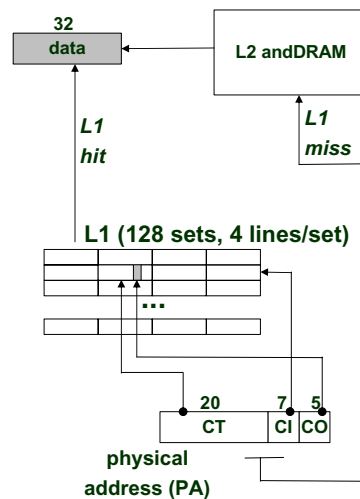 32
data
L2 andDRAM
L1
hit
L1
miss
L1 (128 sets, 4 lines/set)
...
20
7
5
CT
CI
CO
physical
address (PA)